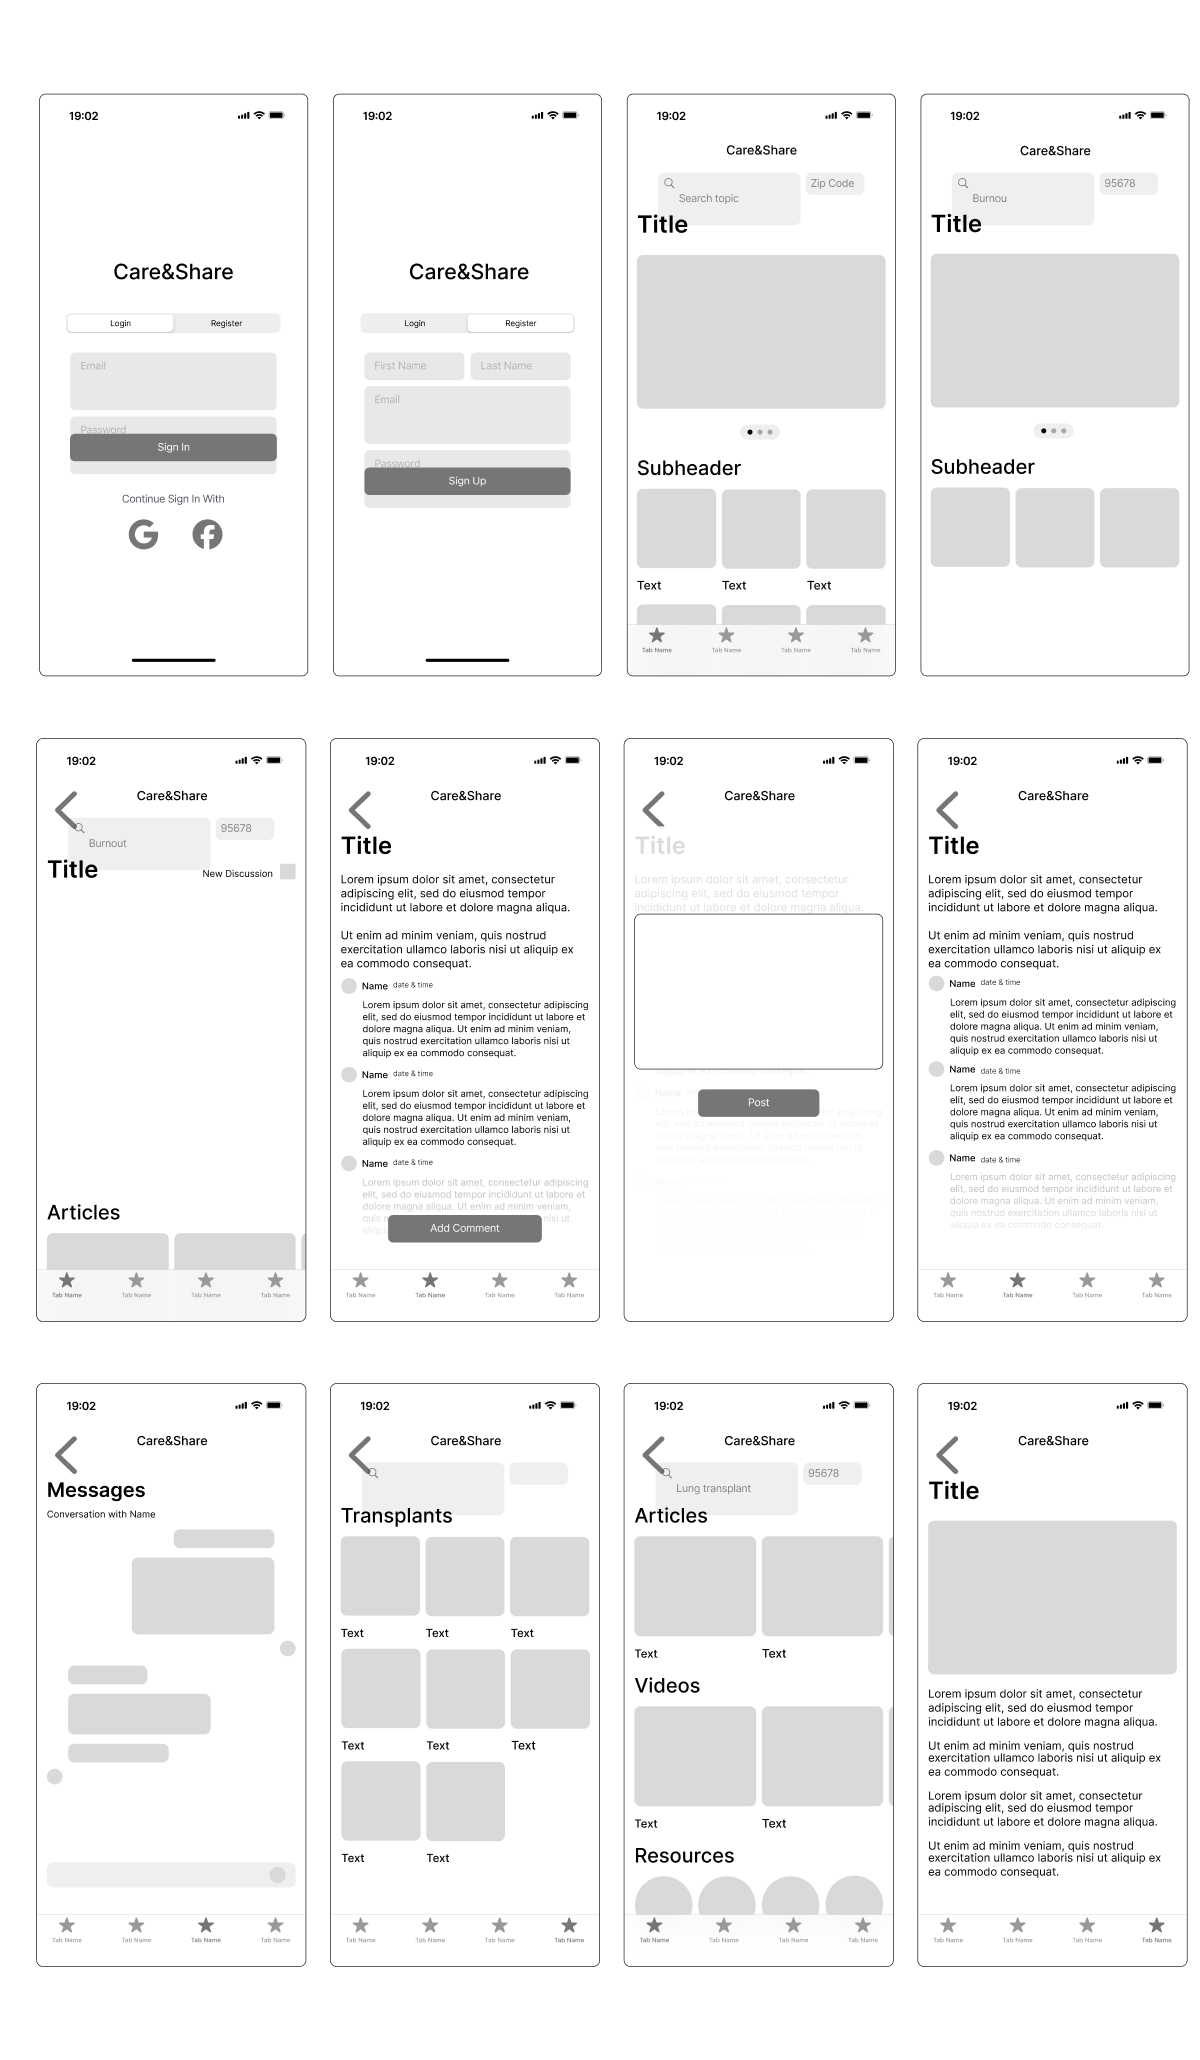 19:02
Care&Share
Login Register
Email
Password
Sign In
Continue Sign In With
19:02
Care&Share
Login Register
First Name Last Name
Email
Password
Sign Up
19:02
Care&Share
Search topic Zip Code
Title
Subheader
Text Text Text
Tab Name Tab Name Tab Name Tab Name
19:02
Care&Share
Burnou 95678
Title
Subheader
19:02
Care&Share
Burnout 95678
Title New Discussion
Articles
Tab Name Tab Name Tab Name Tab Name
19:02
Care&Share
Title
Lorem ipsum dolor sit amet, consectetur
adipiscing elit, sed do eiusmod tempor
incididunt ut labore et dolore magna aliqua.
Ut enim ad minim veniam, quis nostrud
exercitation ullamco laboris nisi ut aliquip ex
ea commodo consequat.
Name date & time
Lorem ipsum dolor sit amet, consectetur adipiscing
elit, sed do eiusmod tempor incididunt ut labore et
dolore magna aliqua. Ut enim ad minim veniam,
quis nostrud exercitation ullamco laboris nisi ut
aliquip ex ea commodo consequat.
Name date & time
Lorem ipsum dolor sit amet, consectetur adipiscing
elit, sed do eiusmod tempor incididunt ut labore et
dolore magna aliqua. Ut enim ad minim veniam,
quis nostrud exercitation ullamco laboris nisi ut
aliquip ex ea commodo consequat.
Name date & time
Lorem ipsum dolor sit amet, consectetur adipiscing
elit, sed do eiusmod tempor incididunt ut labore et
dolore magna aliqua. Ut enim ad minim veniam,
nisi ut
Add Comment
Tab Name Tab Name Tab Name Tab Name
19:02
Care&Share
Title
Lorem ipsum dolor sit amet, consectetur
adipiscing elit, sed do eiusmod tempor
incididunt ut labore et dolore magna aliqua.
aliquip ex ea commodo consequat.
Name
Post
19:02
Care&Share
Title
Lorem ipsum dolor sit amet, consectetur
adipiscing elit, sed do eiusmod tempor
incididunt ut labore et dolore magna aliqua.
Ut enim ad minim veniam, quis nostrud
exercitation ullamco laboris nisi ut aliquip ex
ea commodo consequat.
Name date & time
Lorem ipsum dolor sit amet, consectetur adipiscing
elit, sed do eiusmod tempor incididunt ut labore et
dolore magna aliqua. Ut enim ad minim veniam,
quis nostrud exercitation ullamco laboris nisi ut
aliquip ex ea commodo consequat.
Name date & time
Lorem ipsum dolor sit amet, consectetur adipiscing
elit, sed do eiusmod tempor incididunt ut labore et
dolore magna aliqua. Ut enim ad minim veniam,
quis nostrud exercitation ullamco laboris nisi ut
aliquip ex ea commodo consequat.
Name date & time
Lorem ipsum dolor sit amet, consectetur adipiscing
elit, sed do eiusmod tempor incididunt ut labore et
dolore magna aliqua. Ut enim ad minim veniam,
quis nostrud exercitation ullamco laboris nisi ut
aliquip ex ea commodo consequat.
Tab Name Tab Name Tab Name Tab Name
19:02
Care&Share
Messages
Conversation with Name
Tab Name Tab Name Tab Name Tab Name
19:02
Care&Share
Transplants
Text Text Text
Text Text Text
Text Text
Tab Name Tab Name Tab Name Tab Name
19:02
Care&Share
Lung transplant 95678
Articles
Text Text
Videos
Text Text
Resources
Tab Name Tab Name Tab Name Tab Name
19:02
Care&Share
Title
Lorem ipsum dolor sit amet, consectetur
adipiscing elit, sed do eiusmod tempor
incididunt ut labore et dolore magna aliqua.
Ut enim ad minim veniam, quis nostrud
exercitation ullamco laboris nisi ut aliquip ex
ea commodo consequat.
Lorem ipsum dolor sit amet, consectetur
adipiscing elit, sed do eiusmod tempor
incididunt ut labore et dolore magna aliqua.
Ut enim ad minim veniam, quis nostrud
exercitation ullamco laboris nisi ut aliquip ex
ea commodo consequat.
Tab Name Tab Name Tab Name Tab Name